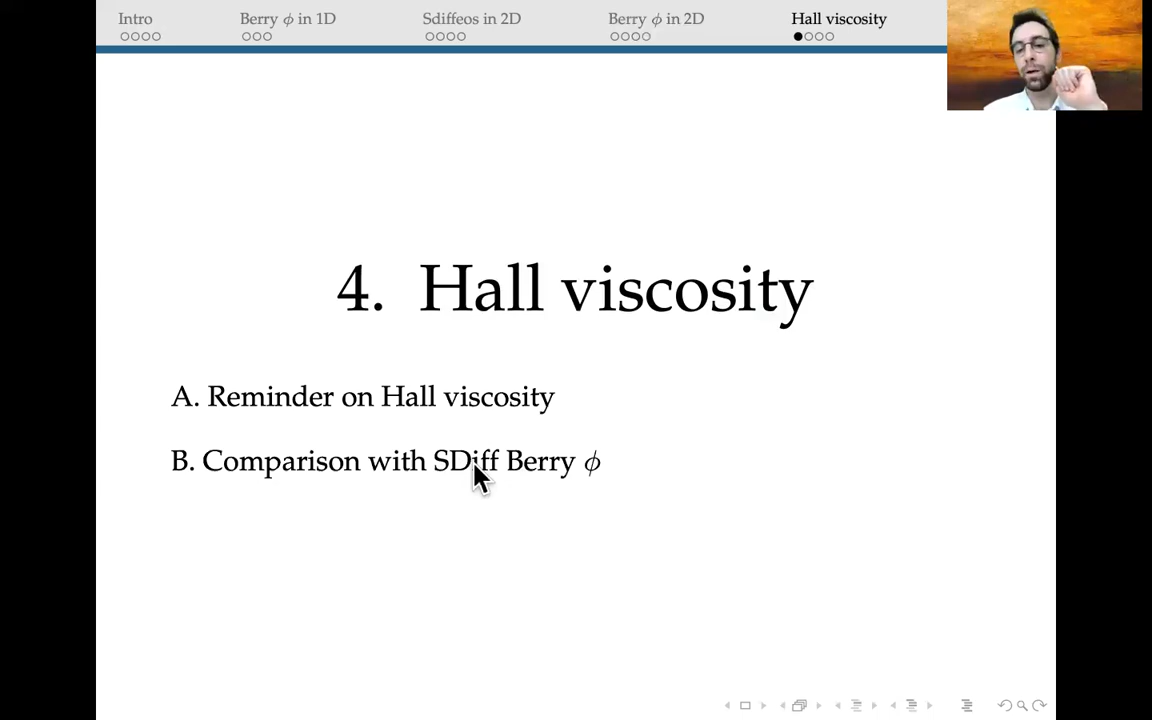 Intro Berry ϕ in 1D Sdiffeos in 2D Berry ϕ in 2D Hall viscosity
4. Hall viscosity
A. Reminder on Hall viscosity
B. Comparison with SDiff Berry ϕ